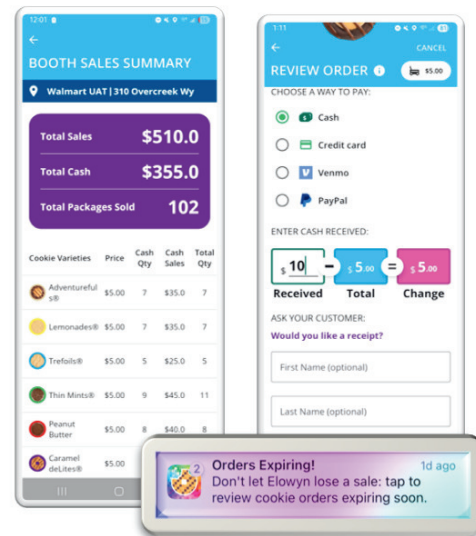 12:01
BOOTH SALES SUMMARY
Walmart UAT | 310 Overcreek Wy
Total Sales $510.0
Total Cash $355.0
Total Packages Sold 102
Cookie Varieties Price Cash Qty Cash Sales Total Qty
Adventureful
s® $5.00 7 $35.0 7
Lemonades® $5.00 7 $35.0 7
Trefoils® $5.00 5 $25.0 5
Thin Mints® $5.00 9 $45.0 11
Peanut
Butter $5.00 8 $40.0 8
Caramel
deLites® $5.00
1:11
CANCEL
REVIEW ORDER $5.00
CHOOSE A WAY TO PAY:
Cash
Credit card
Venmo
PayPal
ENTER CASH RECEIVED:
$ 10 – $ 5.00 = $ 5.00
Received Total Change
ASK YOUR CUSTOMER:
Would you like a receipt?
First Name (optional)
Last Name (optional)
2
Orders Expiring! 1d ago
Don't let Elowyn lose a sale: tap to
review cookie orders expiring soon.